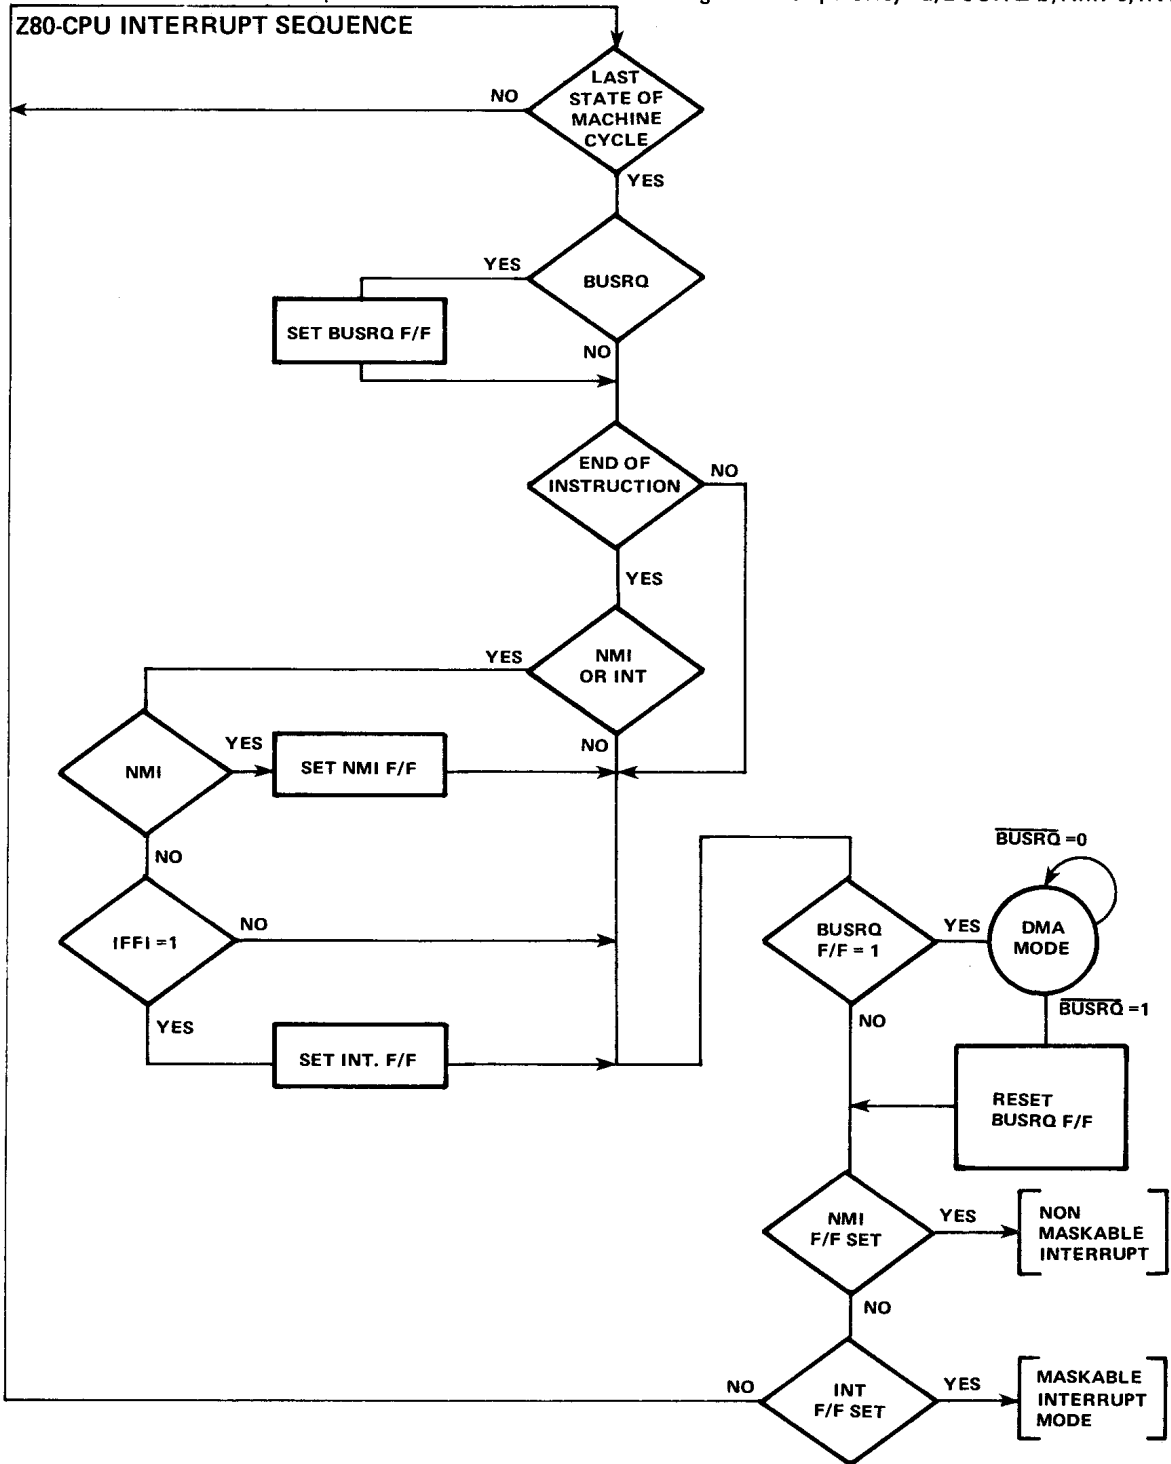 Z80-CPU INTERRUPT SEQUENCE
LAST
STATE OF
MACHINE
CYCLE
NO
YES
BUSRQ
YES
SET BUSRQ F/F
NO
END OF
INSTRUCTION
NO
YES
NMI
OR INT
YES
NO
NMI
YES
SET NMI F/F
NO
IFFI =1
NO
YES
SET INT. F/F
BUSRQ
F/F = 1
YES
DMA
MODE
BUSRQ =0
BUSRQ =1
NO
RESET
BUSRQ F/F
NMI
F/F SET
YES
NON
MASKABLE
INTERRUPT
NO
INT
F/F SET
NO
YES
MASKABLE
INTERRUPT
MODE